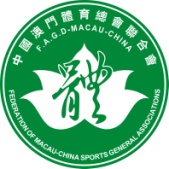 中國澳門體育總會聯合會
F.A.G.D-MACAU-CHINA
體
FEDERATION OF MACAU-CHINA SPORTS GENERAL ASSOCIATIONS